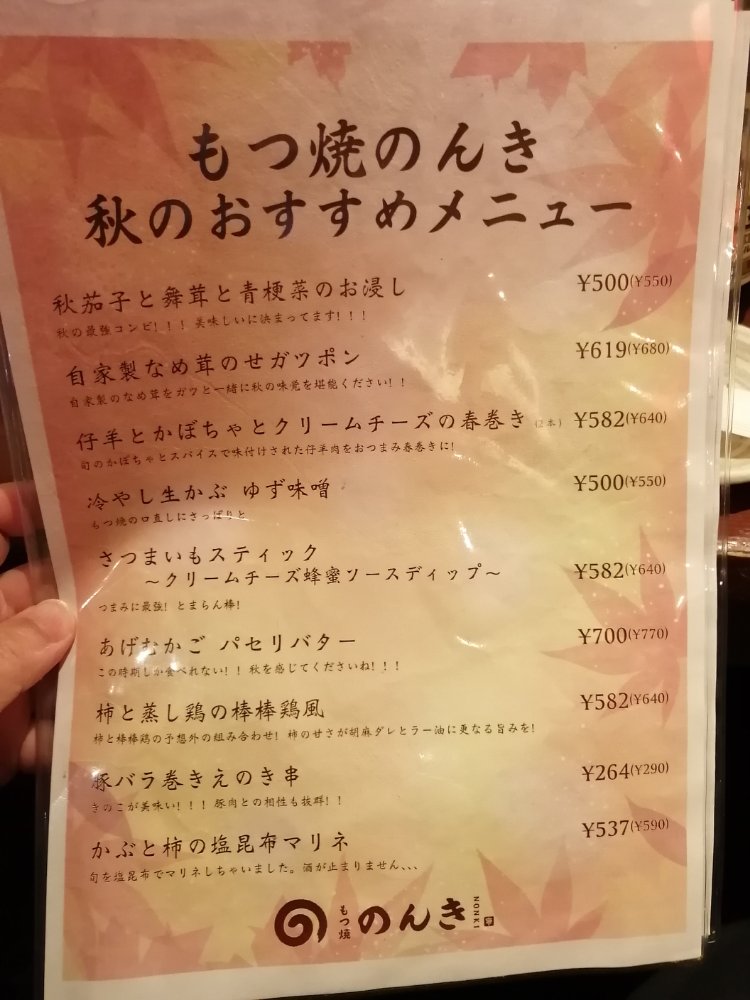 もつ焼のんき
秋のおすすめメニュー
秋茄子と舞茸と青梗菜のお浸し ¥500(¥550)
秋の最強コンビ!!! 美味しいに決まってます!!!
自家製なめ茸のせガツポン ¥619(¥680)
自家製のなめ茸をガツと一緒に秋の味覚を堪能ください!!
仔羊とかぼちゃとクリームチーズの春巻き (2本) ¥582(¥640)
旬のかぼちゃとスパイスで味付けされた仔羊肉をおつまみ春巻きに!
冷やし生かぶ ゆず味噌 ¥500(¥550)
もつ焼の口直しにさっぱりと
さつまいもスティック
〜クリームチーズ蜂蜜ソースディップ〜 ¥582(¥640)
つまみに最強! とまらん棒!
あげむかご パセリバター ¥700(¥770)
この時期しか食べれない!! 秋を感じてくださいね!!!
柿と蒸し鶏の棒棒鶏風 ¥582(¥640)
柿と棒棒鶏の予想外の組み合わせ! 柿の甘さが胡麻ダレとラー油に更なる旨みを!
豚バラ巻きえのき串 ¥264(¥290)
きのこが美味い!!! 豚肉との相性も抜群!!
かぶと柿の塩昆布マリネ ¥537(¥590)
旬を塩昆布でマリネしちゃいました。酒が止まりません、、、
もつ焼 のんき NONKI